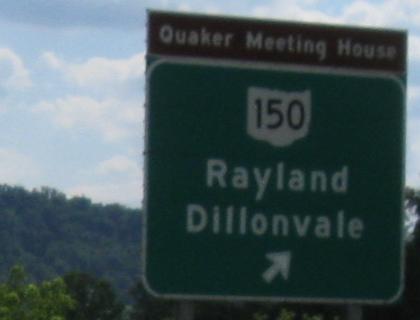 Quaker Meeting House
150
Rayland
Dillonvale